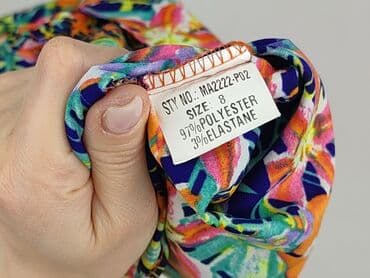 STY NO.: MA2222-P02
SIZE: 8
97%POLYESTER
3%ELASTANE